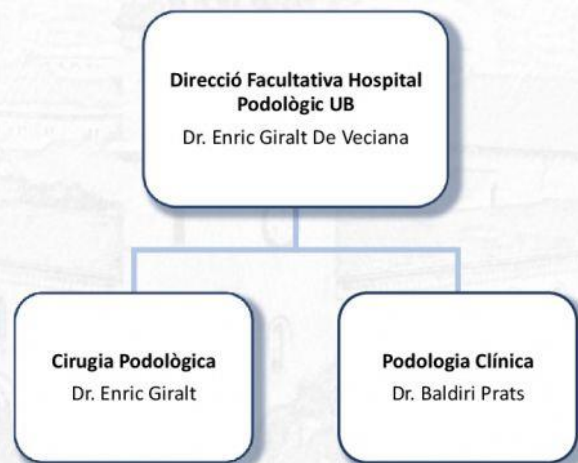 Direcció Facultativa Hospital
Podològic UB
Dr. Enric Giralt De Veciana
Cirugia Podològica
Dr. Enric Giralt
Podologia Clínica
Dr. Baldiri Prats